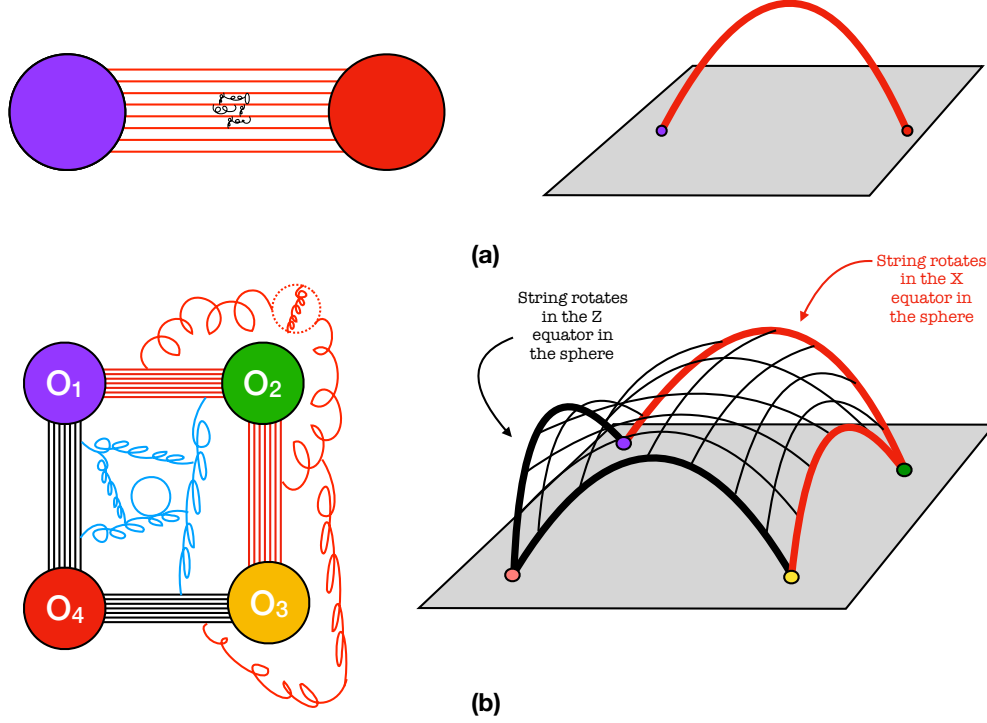 (a)
String rotates
in the Z
equator in
the sphere
String rotates
in the X
equator in
the sphere
O1
O2
O4
O3
(b)